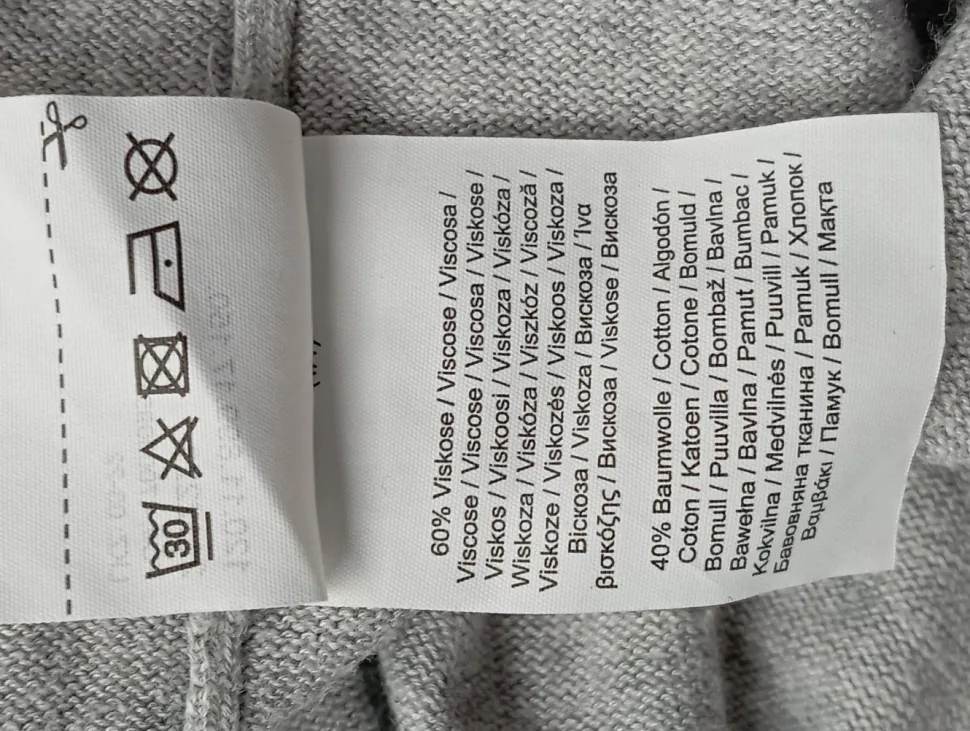 30
60% Viskose / Viscose / Viscosa /
Viscose / Viscose / Viscosa / Viskose /
Viskos / Viskoosi / Viskoza / Viskóza /
Wiskoza / Viskóza / Viszkóz / Viscoză /
Viskoze / Viskozės / Viskoos / Viskoza /
Віскоза / Viskoza / Вискоза / Ίνα
βισκόζης / Вискоза / Viskose / Вискоза
40% Baumwolle / Cotton / Algodón /
Coton / Katoen / Cotone / Bomuld /
Bomull / Puuvilla / Bombaž / Bavlna /
Bawełna / Bavlna / Pamut / Bumbac /
Kokvilna / Medvilnės / Puuvill / Pamuk /
Бавовняна тканина / Pamuk / Хлопок /
Βαμβάκι / Памук / Bomull / Мақта